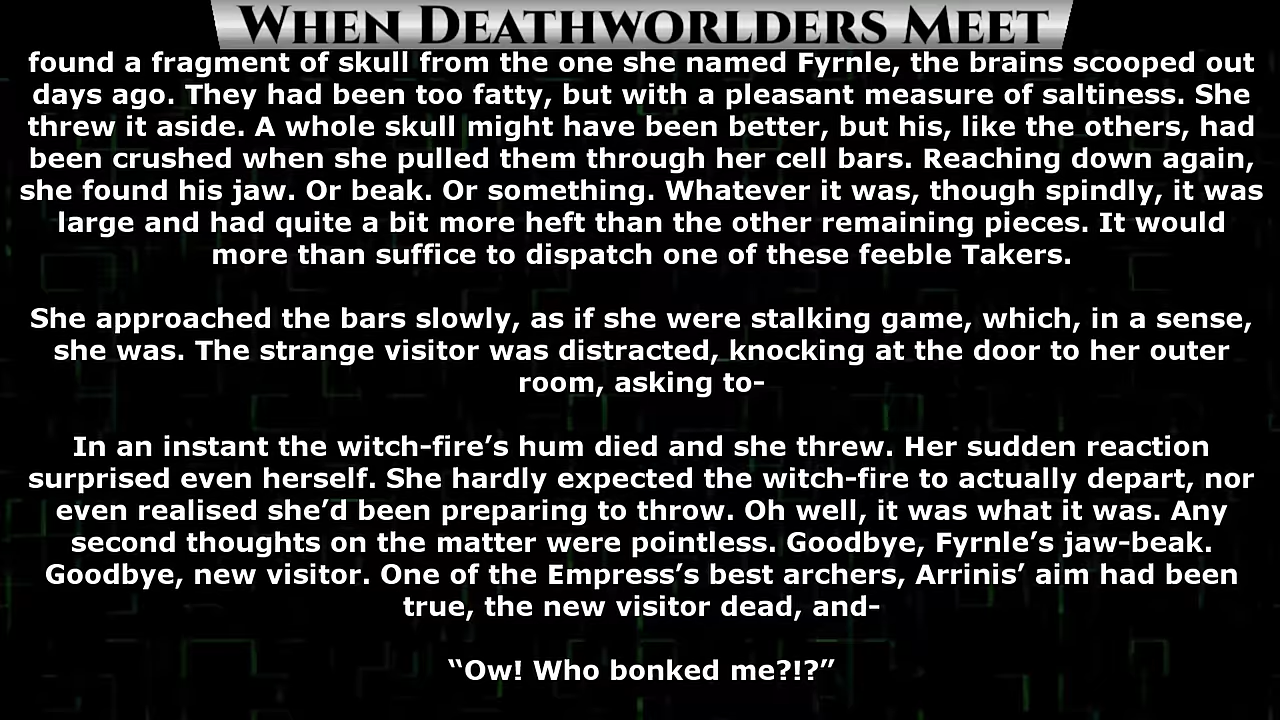 When Deathworlders Meet
found a fragment of skull from the one she named Fyrnle, the brains scooped out
days ago. They had been too fatty, but with a pleasant measure of saltiness. She
threw it aside. A whole skull might have been better, but his, like the others, had
been crushed when she pulled them through her cell bars. Reaching down again,
she found his jaw. Or beak. Or something. Whatever it was, though spindly, it was
large and had quite a bit more heft than the other remaining pieces. It would
more than suffice to dispatch one of these feeble Takers.
She approached the bars slowly, as if she were stalking game, which, in a sense,
she was. The strange visitor was distracted, knocking at the door to her outer
room, asking to-
In an instant the witch-fire’s hum died and she threw. Her sudden reaction
surprised even herself. She hardly expected the witch-fire to actually depart, nor
even realised she’d been preparing to throw. Oh well, it was what it was. Any
second thoughts on the matter were pointless. Goodbye, Fyrnle’s jaw-beak.
Goodbye, new visitor. One of the Empress’s best archers, Arrinis’ aim had been
true, the new visitor dead, and-
“Ow! Who bonked me?!?”